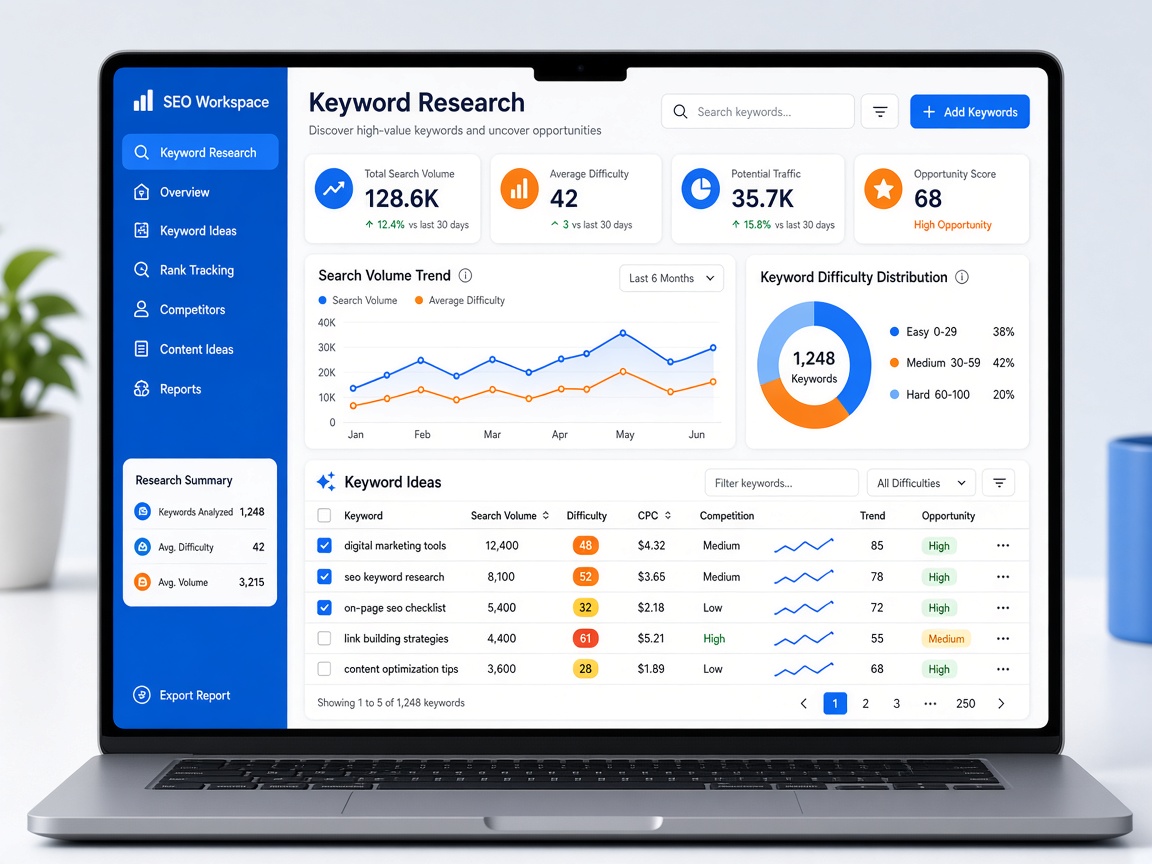 SEO Workspace
Keyword Research
Overview
Keyword Ideas
Rank Tracking
Competitors
Content Ideas
Reports
Research Summary
Keywords Analyzed 1,248
Avg. Difficulty 42
Avg. Volume 3,215
Export Report
Keyword Research
Discover high-value keywords and uncover opportunities
Search keywords...
+ Add Keywords
Total Search Volume
128.6K
↑ 12.4% vs last 30 days
Average Difficulty
42
^ 3 vs last 30 days
Potential Traffic
35.7K
↑ 15.8% vs last 30 days
Opportunity Score
68
High Opportunity
Search Volume Trend
Last 6 Months
Search Volume Average Difficulty
40K
30K
20K
10K
0
Jan Feb Mar Apr May Jun
Keyword Difficulty Distribution
1,248
Keywords
Easy 0-29 38%
Medium 30-59 42%
Hard 60-100 20%
Keyword Ideas
Filter keywords...
All Difficulties
Keyword Search Volume Difficulty CPC Competition Trend Opportunity
digital marketing tools 12,400 48 $4.32 Medium 85 High ...
seo keyword research 8,100 52 $3.65 Medium 78 High ...
on-page seo checklist 5,400 32 $2.18 Low 72 High ...
link building strategies 4,400 61 $5.21 High 55 Medium ...
content optimization tips 3,600 28 $1.89 Low 68 High ...
Showing 1 to 5 of 1,248 keywords
< 1 2 3 ... 250 >